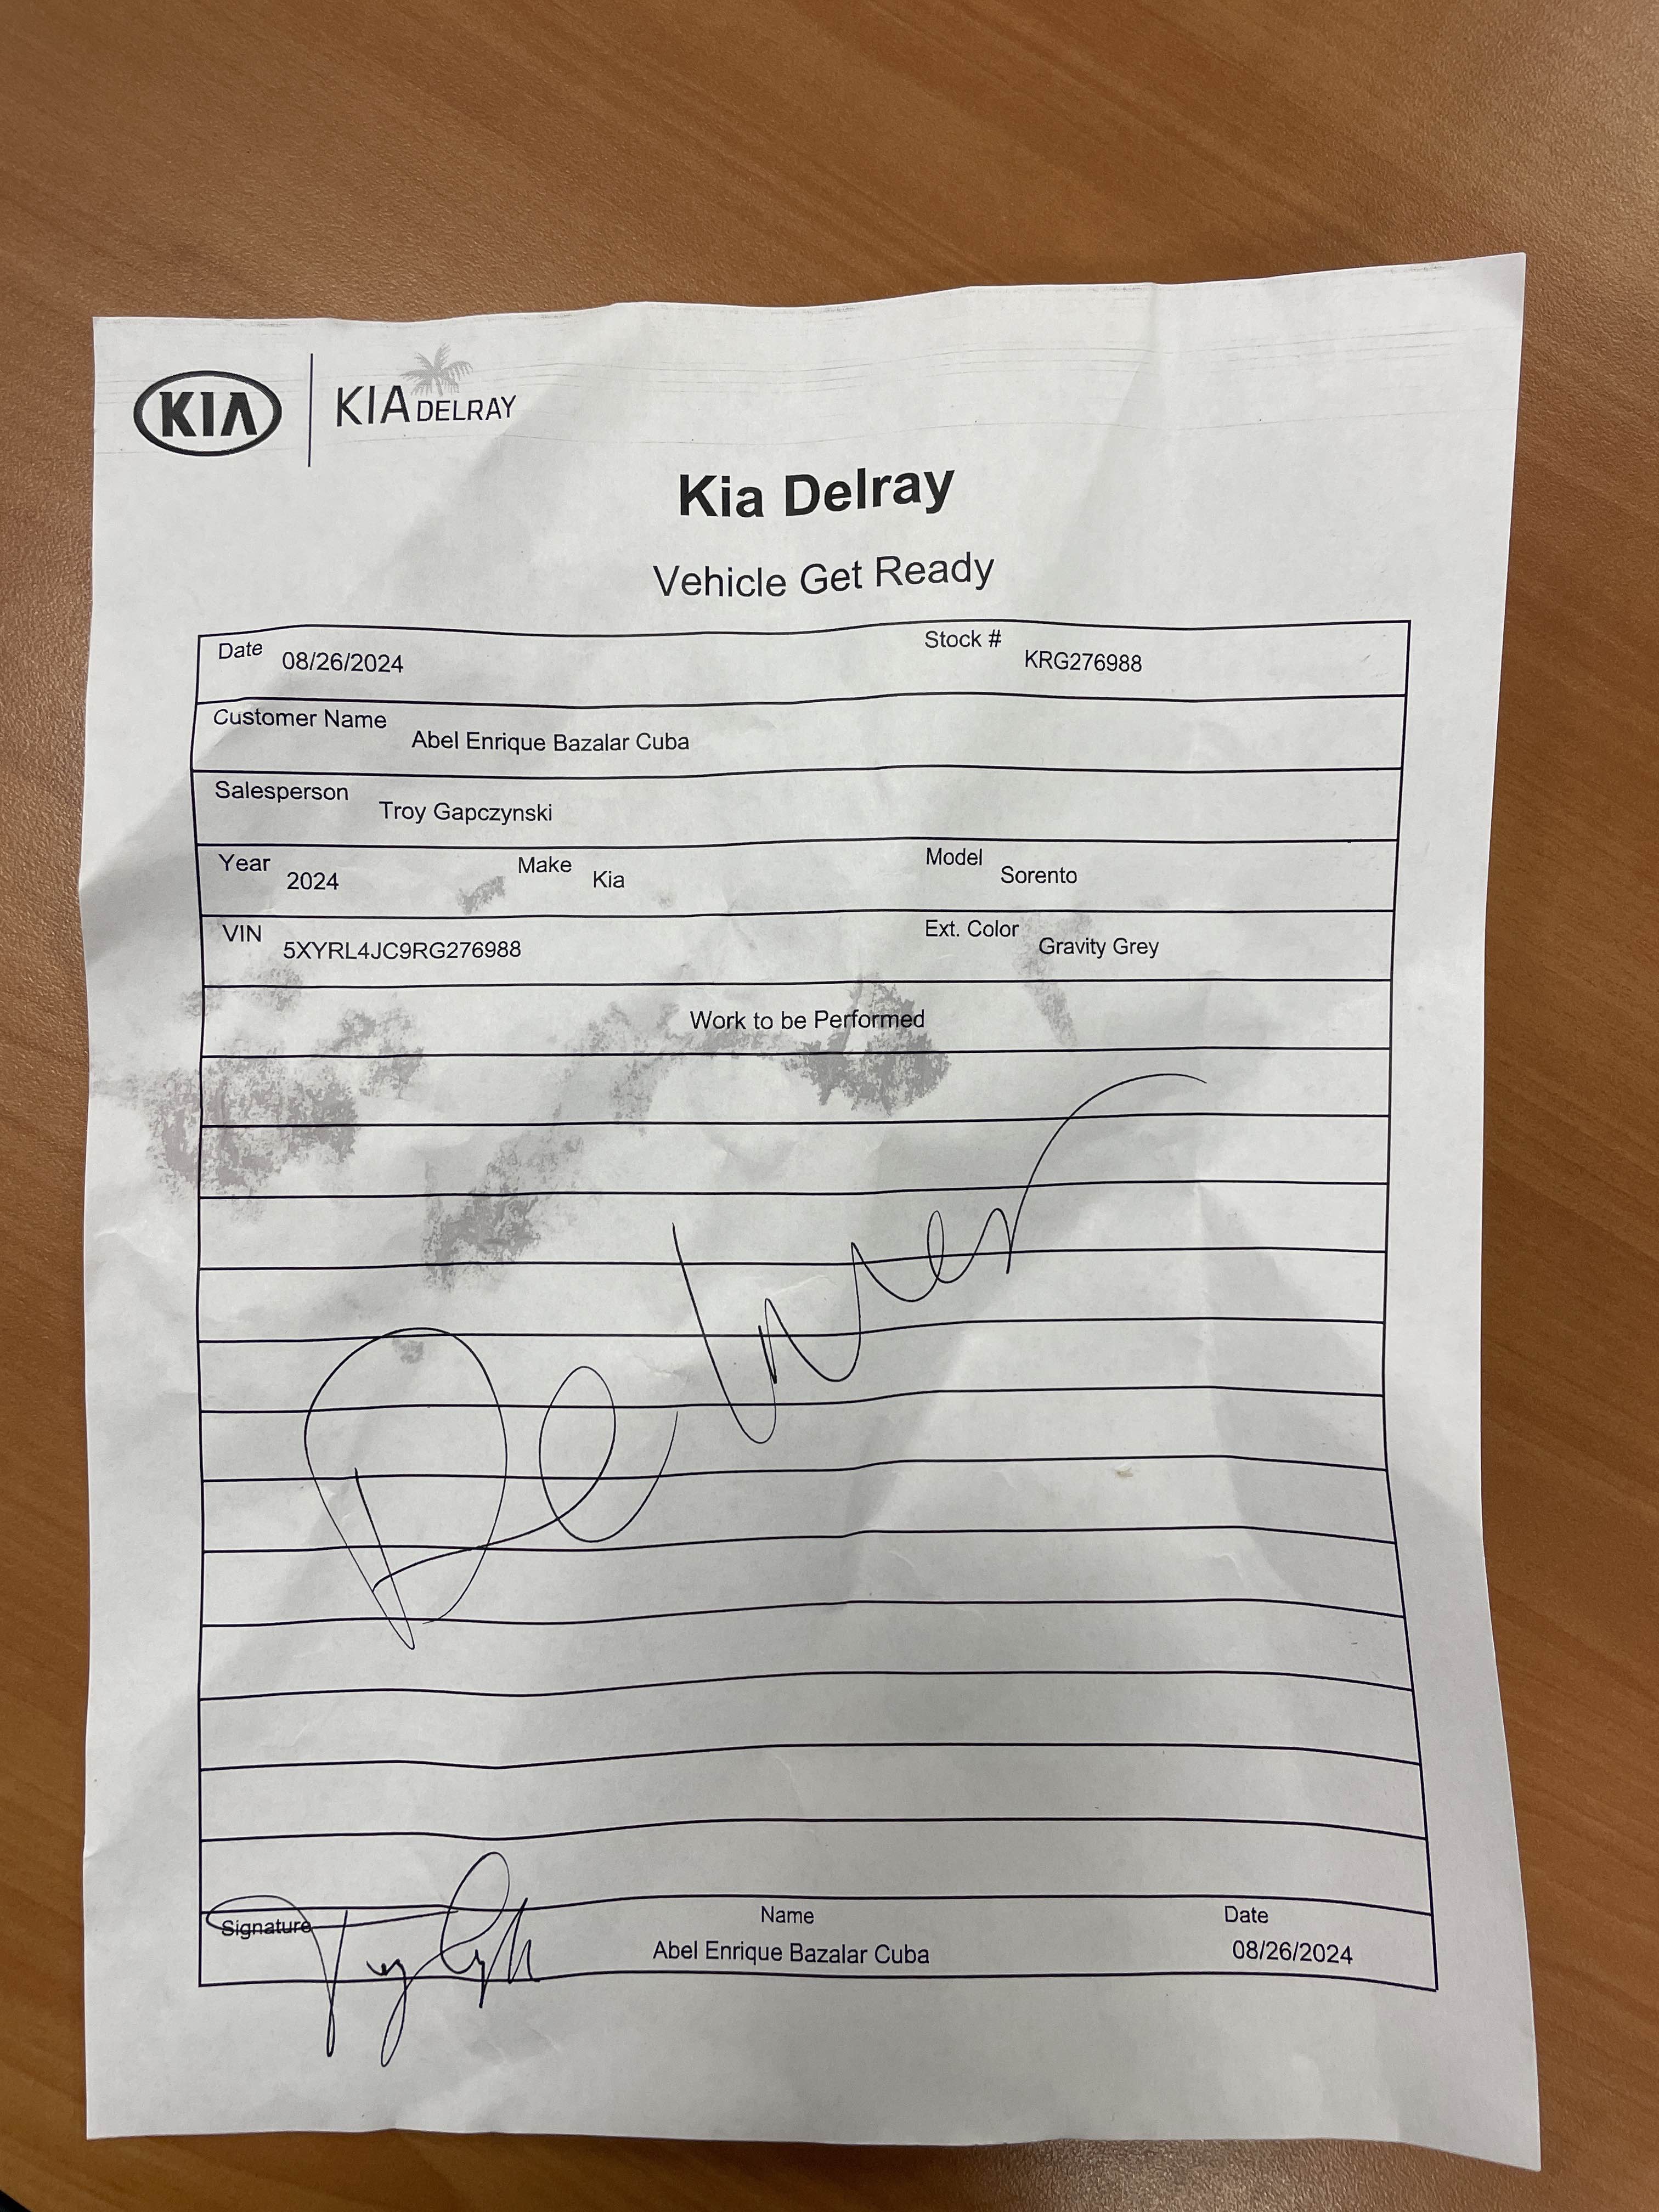 KIA KIA DELRAY
Kia Delray
Vehicle Get Ready
Date 08/26/2024 Stock # KRG276988
Customer Name Abel Enrique Bazalar Cuba
Salesperson Troy Gapczynski
Year 2024 Make Kia Model Sorento
VIN 5XYRL4JC9RG276988 Ext. Color Gravity Grey
Work to be Performed
Signature Name Date
Abel Enrique Bazalar Cuba 08/26/2024